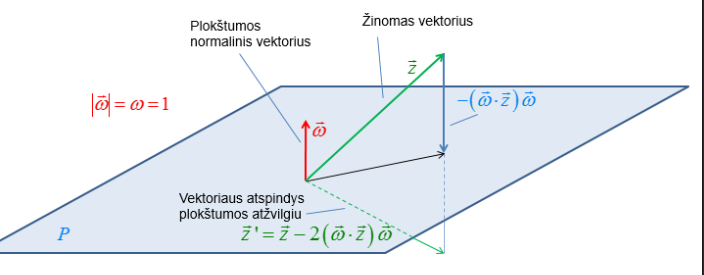 Plokštumos
normalinis vektorius
Žinomas vektorius
|ω⃗| = ω = 1
z⃗
−(ω⃗·z⃗)ω⃗
ω⃗
Vektoriaus atspindys
plokštumos atžvilgiu
z⃗' = z⃗ − 2(ω⃗·z⃗)ω⃗
P